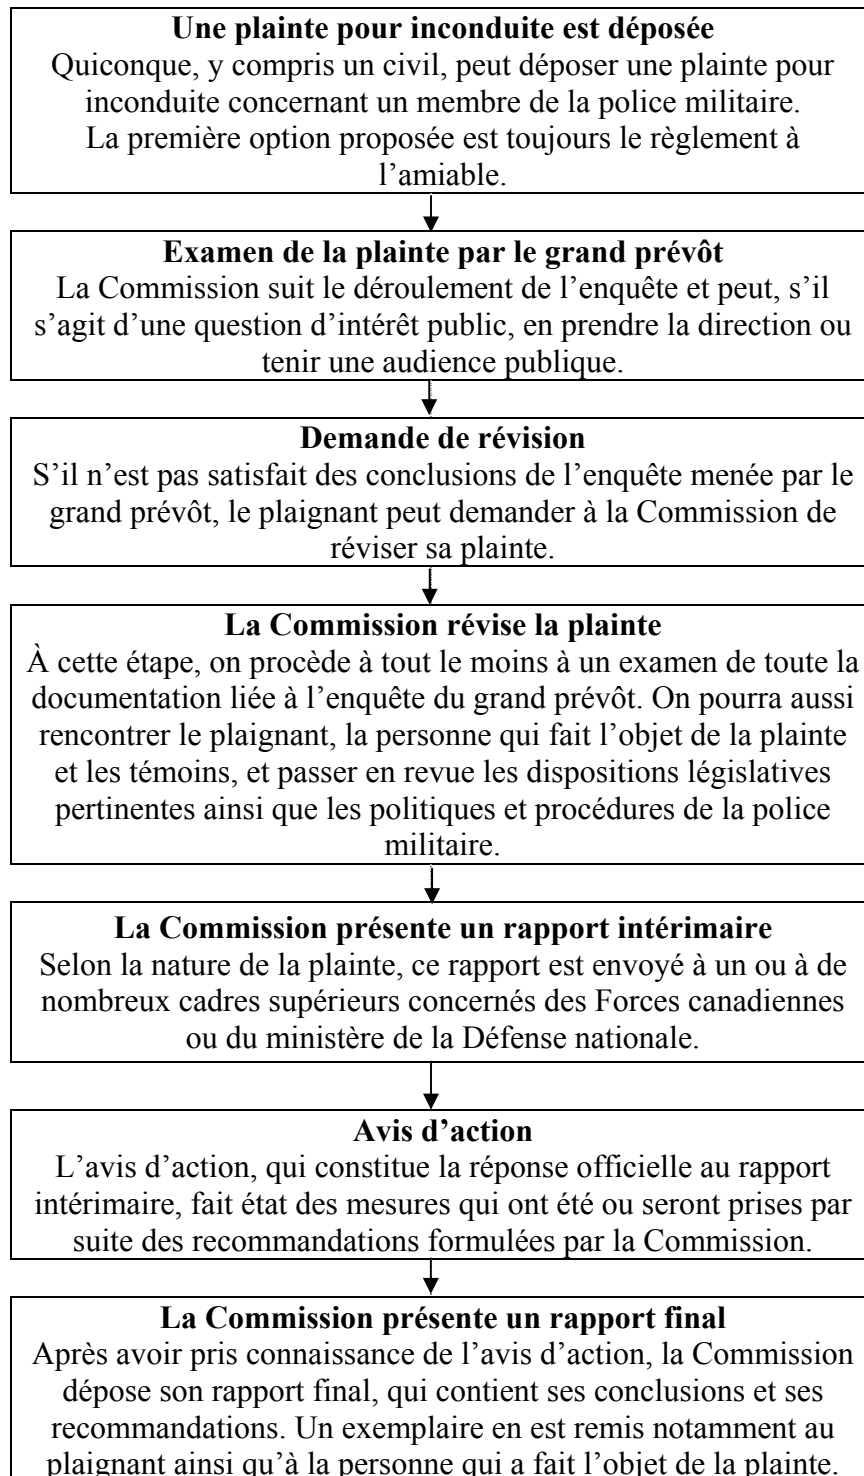 Une plainte pour inconduite est déposée
Quiconque, y compris un civil, peut déposer une plainte pour
inconduite concernant un membre de la police militaire.
La première option proposée est toujours le règlement à
l’amiable.
Examen de la plainte par le grand prévôt
La Commission suit le déroulement de l’enquête et peut, s’il
s’agit d’une question d’intérêt public, en prendre la direction ou
tenir une audience publique.
Demande de révision
S’il n’est pas satisfait des conclusions de l’enquête menée par le
grand prévôt, le plaignant peut demander à la Commission de
réviser sa plainte.
La Commission révise la plainte
À cette étape, on procède à tout le moins à un examen de toute la
documentation liée à l’enquête du grand prévôt. On pourra aussi
rencontrer le plaignant, la personne qui fait l’objet de la plainte
et les témoins, et passer en revue les dispositions législatives
pertinentes ainsi que les politiques et procédures de la police
militaire.
La Commission présente un rapport intérimaire
Selon la nature de la plainte, ce rapport est envoyé à un ou à de
nombreux cadres supérieurs concernés des Forces canadiennes
ou du ministère de la Défense nationale.
Avis d’action
L’avis d’action, qui constitue la réponse officielle au rapport
intérimaire, fait état des mesures qui ont été ou seront prises par
suite des recommandations formulées par la Commission.
La Commission présente un rapport final
Après avoir pris connaissance de l’avis d’action, la Commission
dépose son rapport final, qui contient ses conclusions et ses
recommandations. Un exemplaire en est remis notamment au
plaignant ainsi qu’à la personne qui a fait l’objet de la plainte.